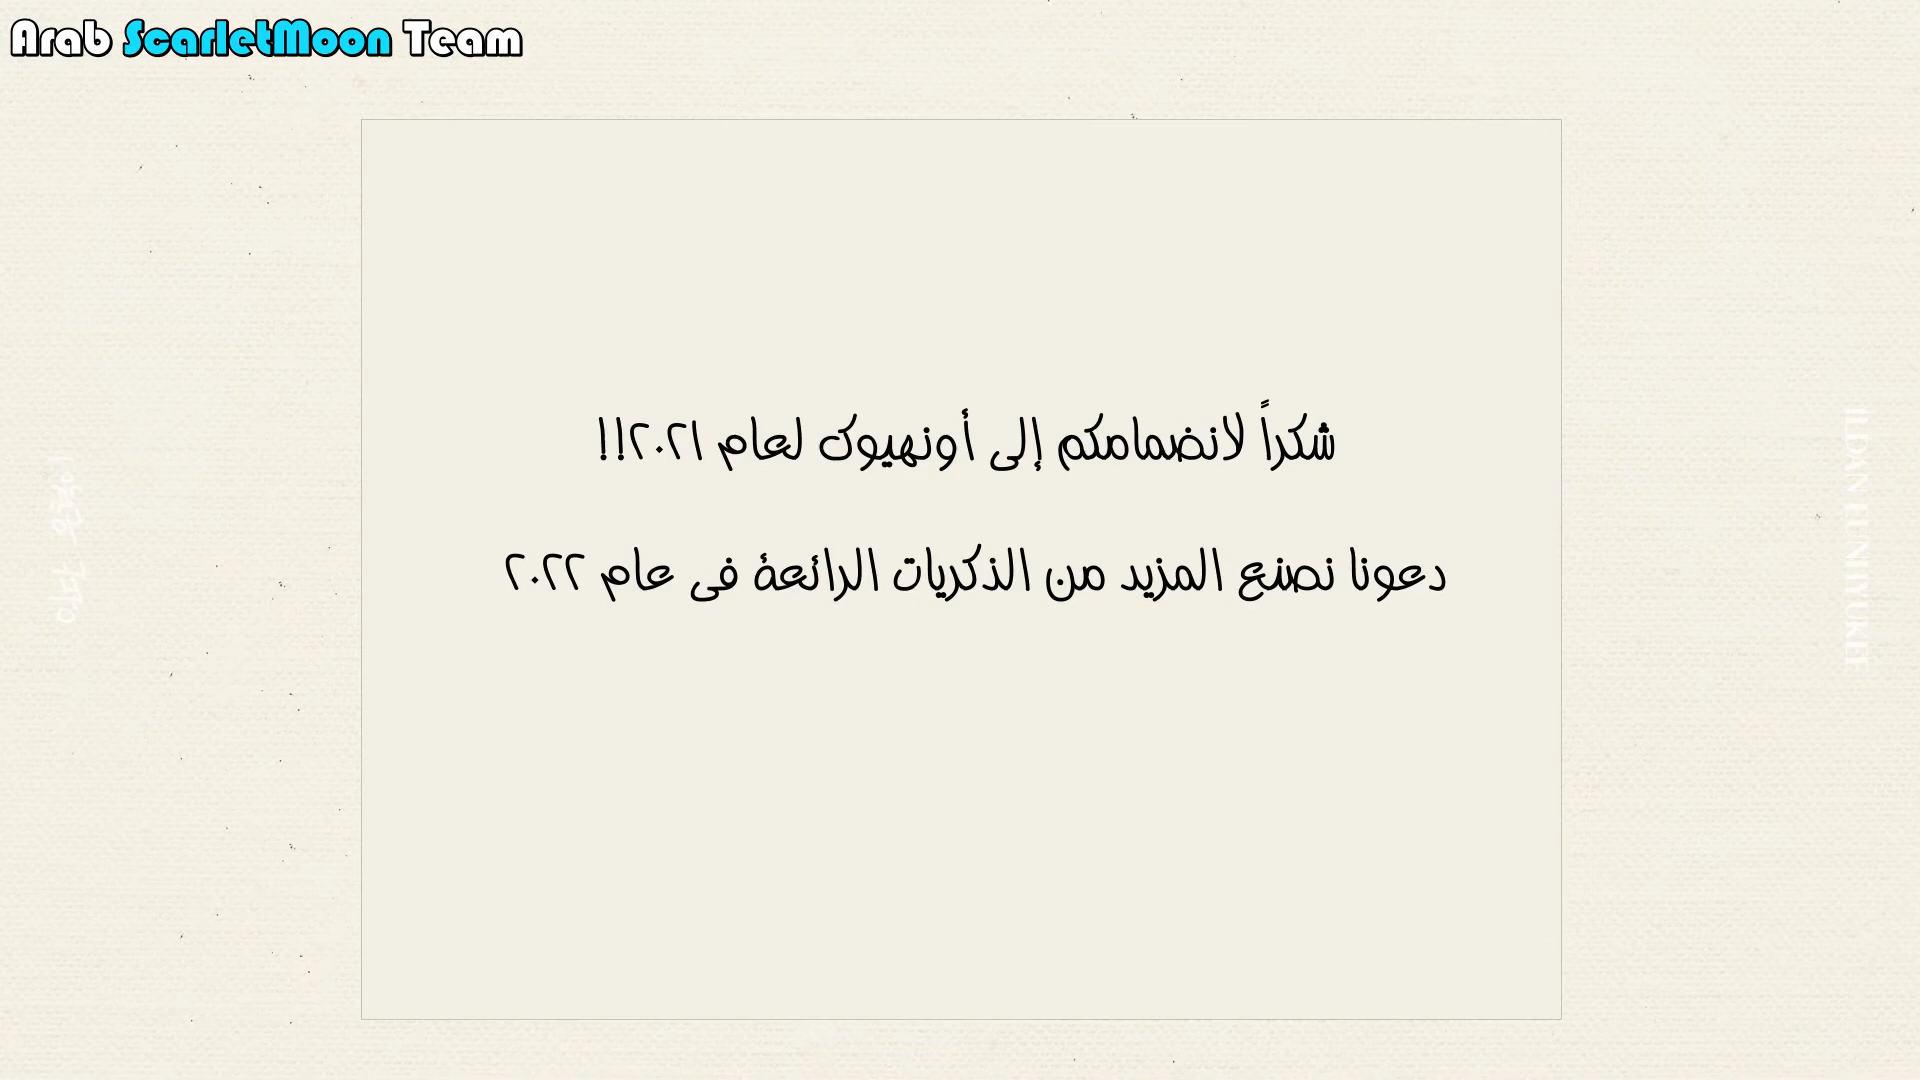 Arab ScarletMoon Team
شكراً لانضمامكم إلى أونهيوك لعام ٢٠٢١!!
دعونا نصنع المزيد من الذكريات الرائعة فى عام ٢٠٢٢